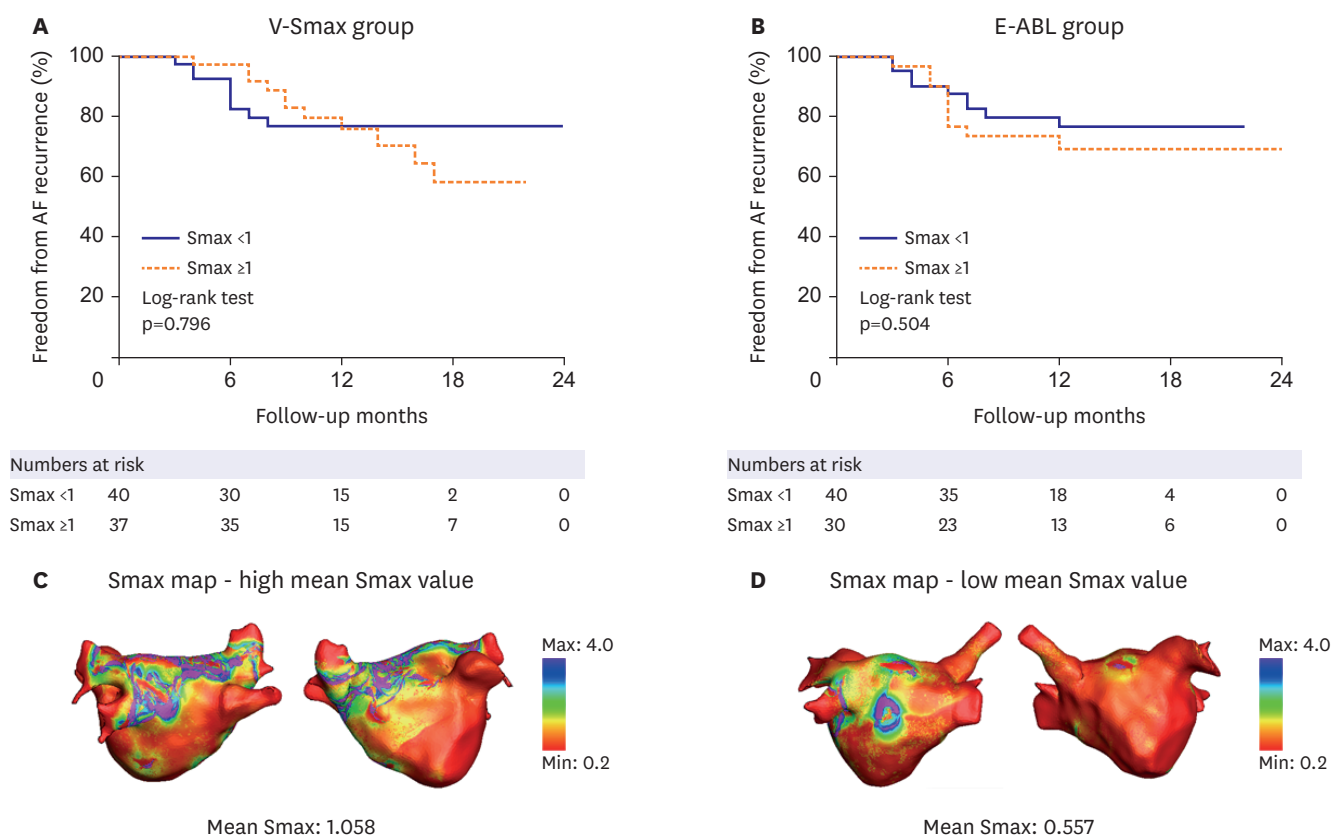 A V-Smax group
Freedom from AF recurrence (%)
100
80
60
40
20
0 6 12 18 24
Smax <1
Smax ≥1
Log-rank test
p=0.796
Follow-up months
Numbers at risk
Smax <1 40 30 15 2 0
Smax ≥1 37 35 15 7 0
B E-ABL group
Freedom from AF recurrence (%)
100
80
60
40
20
0 6 12 18 24
Smax <1
Smax ≥1
Log-rank test
p=0.504
Follow-up months
Numbers at risk
Smax <1 40 35 18 4 0
Smax ≥1 30 23 13 6 0
C Smax map - high mean Smax value
Max: 4.0
Min: 0.2
Mean Smax: 1.058
D Smax map - low mean Smax value
Max: 4.0
Min: 0.2
Mean Smax: 0.557